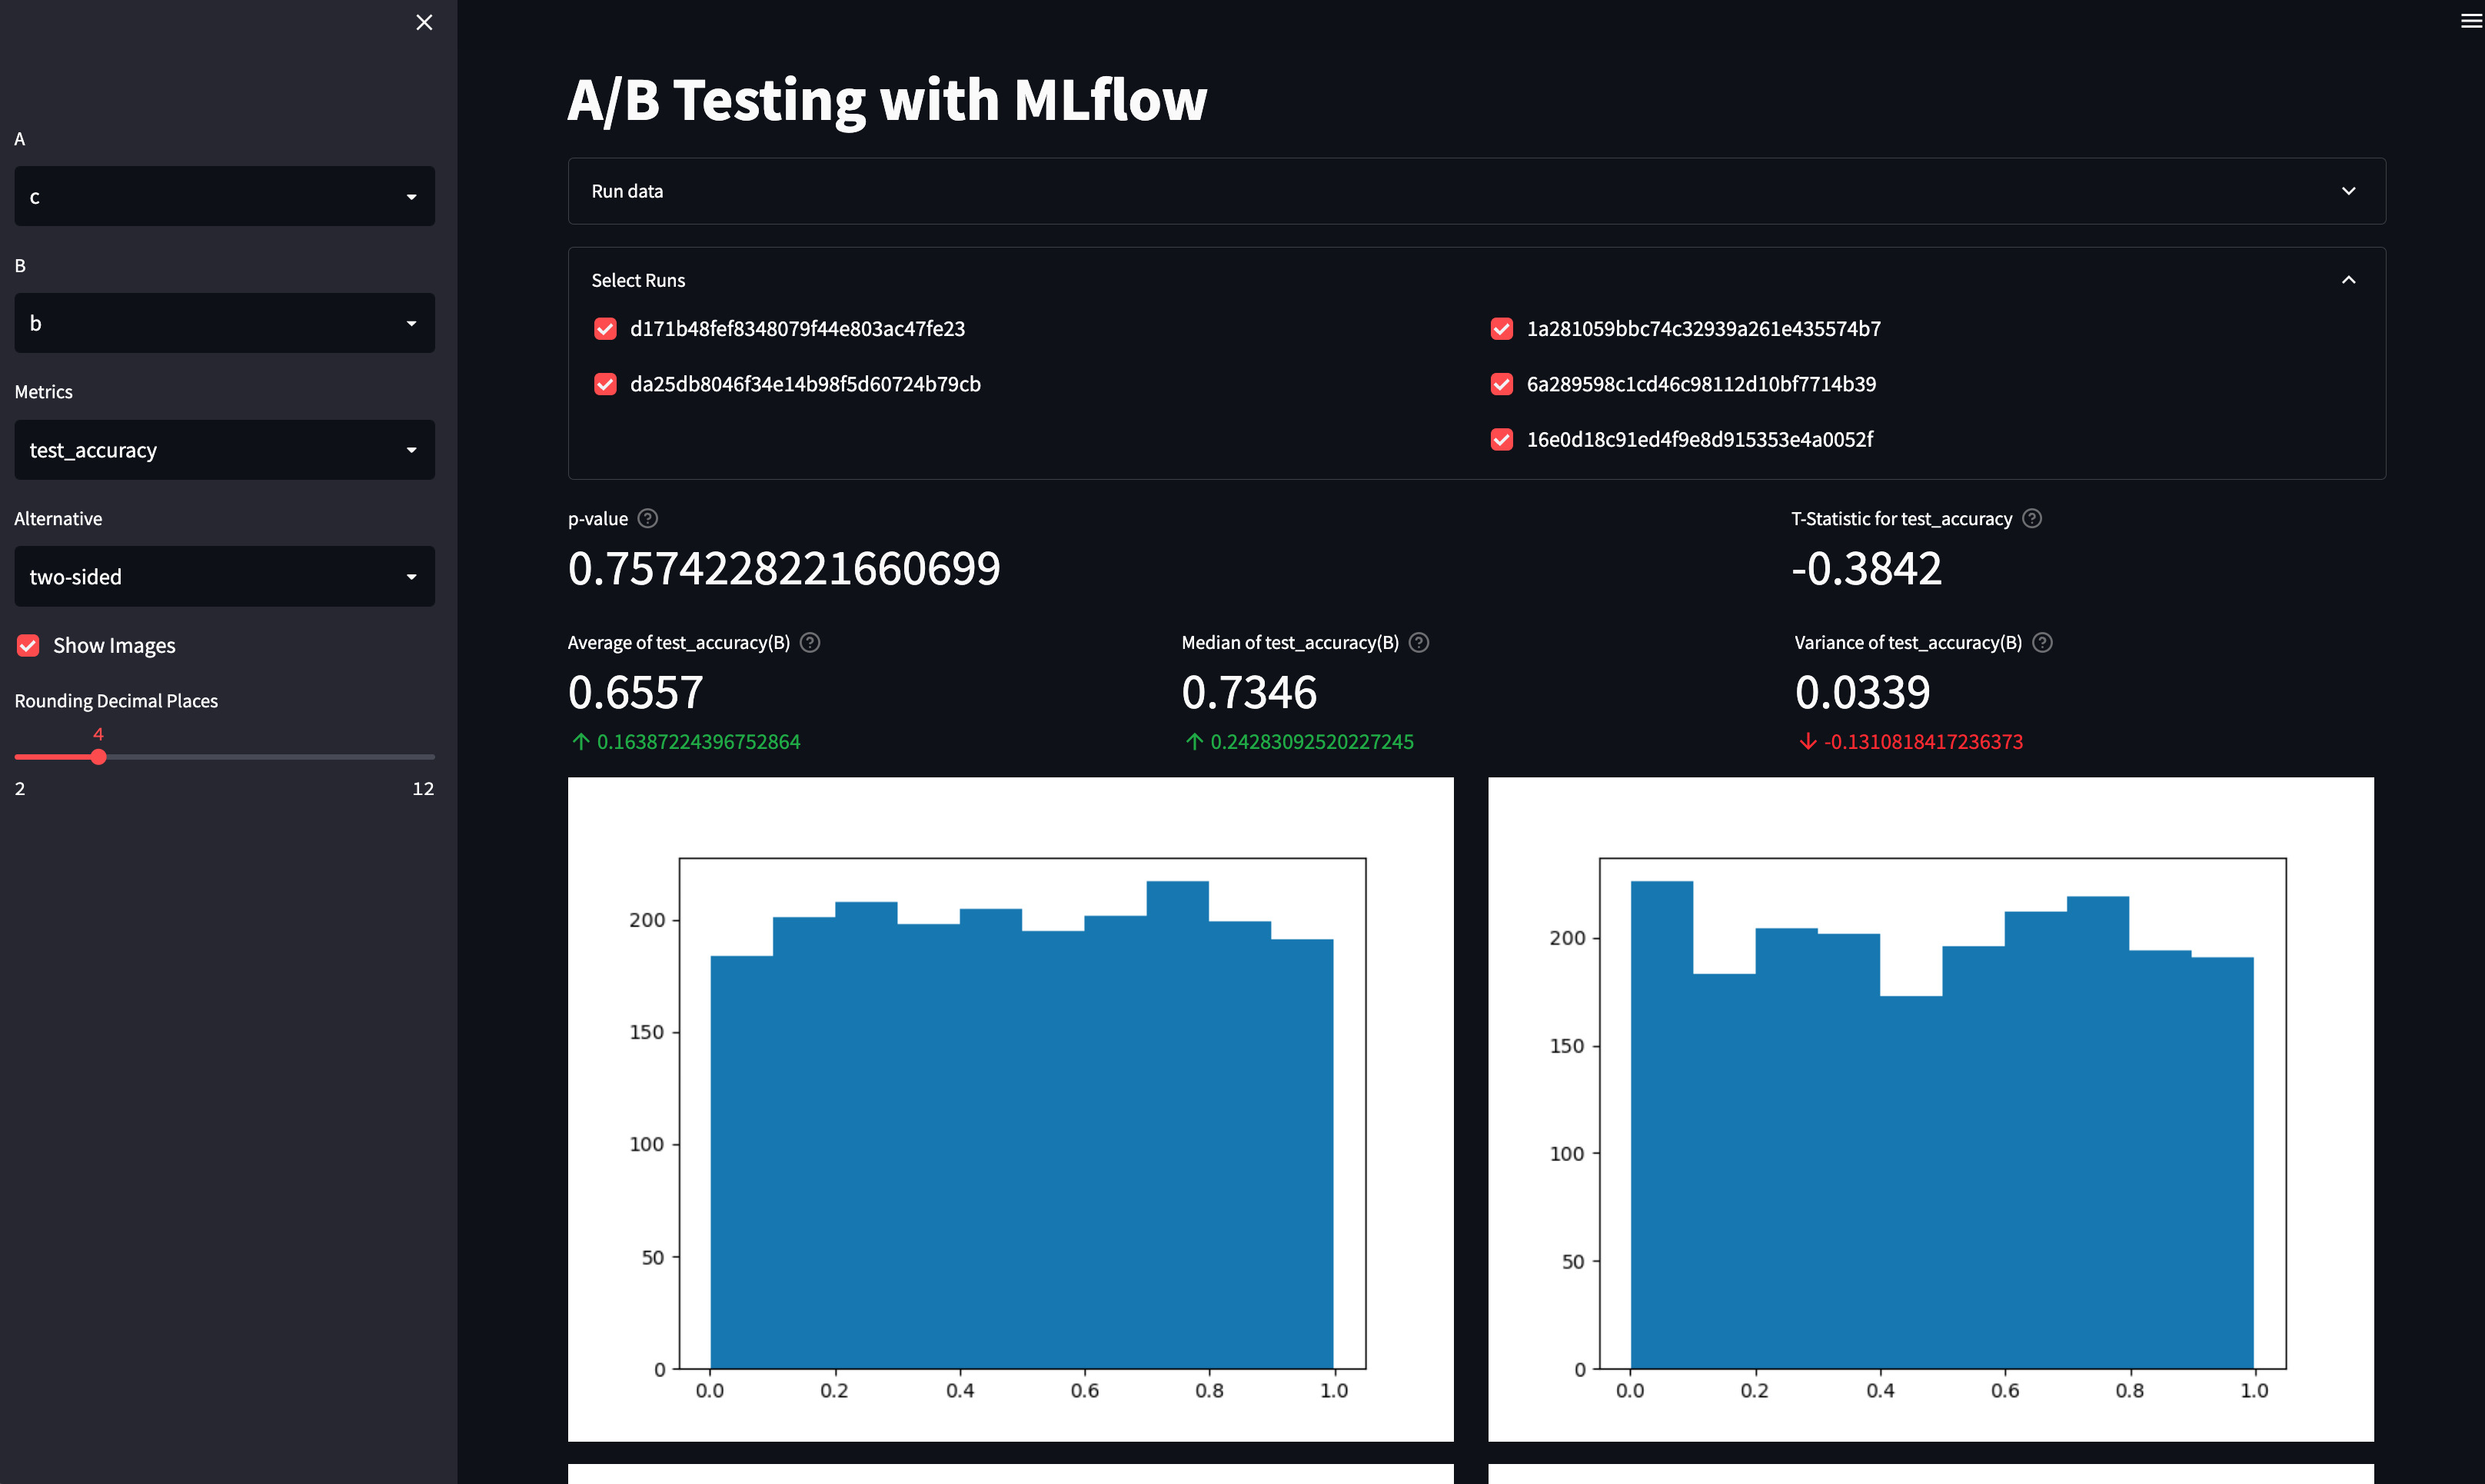 A
c
B
b
Metrics
test_accuracy
Alternative
two-sided
Show Images
Rounding Decimal Places
4
2 12
A/B Testing with MLflow
Run data
Select Runs
d171b48fef8348079f44e803ac47fe23
da25db8046f34e14b98f5d60724b79cb
1a281059bbc74c32939a261e435574b7
6a289598c1cd46c98112d10bf7714b39
16e0d18c91ed4f9e8d915353e4a0052f
p-value
0.7574228221660699
T-Statistic for test_accuracy
-0.3842
Average of test_accuracy(B)
0.6557
0.16387224396752864
Median of test_accuracy(B)
0.7346
0.24283092520227245
Variance of test_accuracy(B)
0.0339
-0.1310818417236373
200
150
100
50
0
0.0 0.2 0.4 0.6 0.8 1.0
200
150
100
50
0
0.0 0.2 0.4 0.6 0.8 1.0